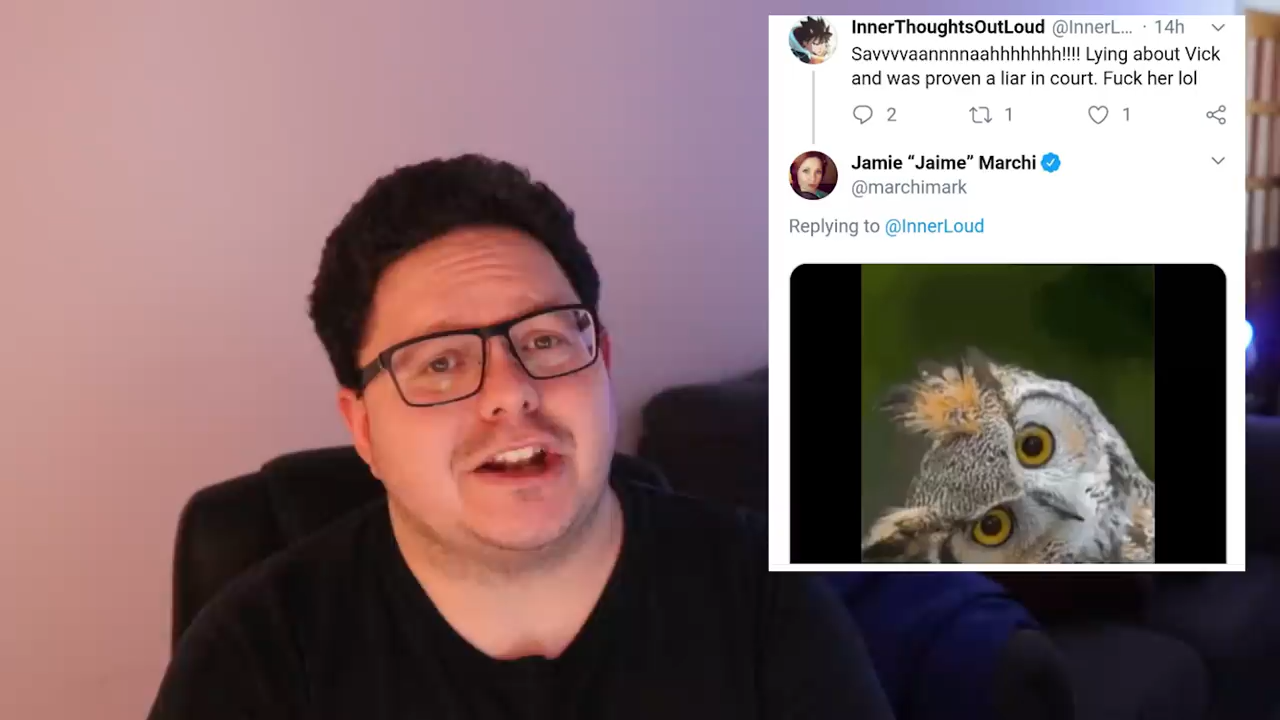 InnerThoughtsOutLoud @InnerL... · 14h
Savvvvaannnnaahhhhhhh!!!! Lying about Vick
and was proven a liar in court. Fuck her lol
2 1 1
Jamie “Jaime” Marchi
@marchimark
Replying to @InnerLoud